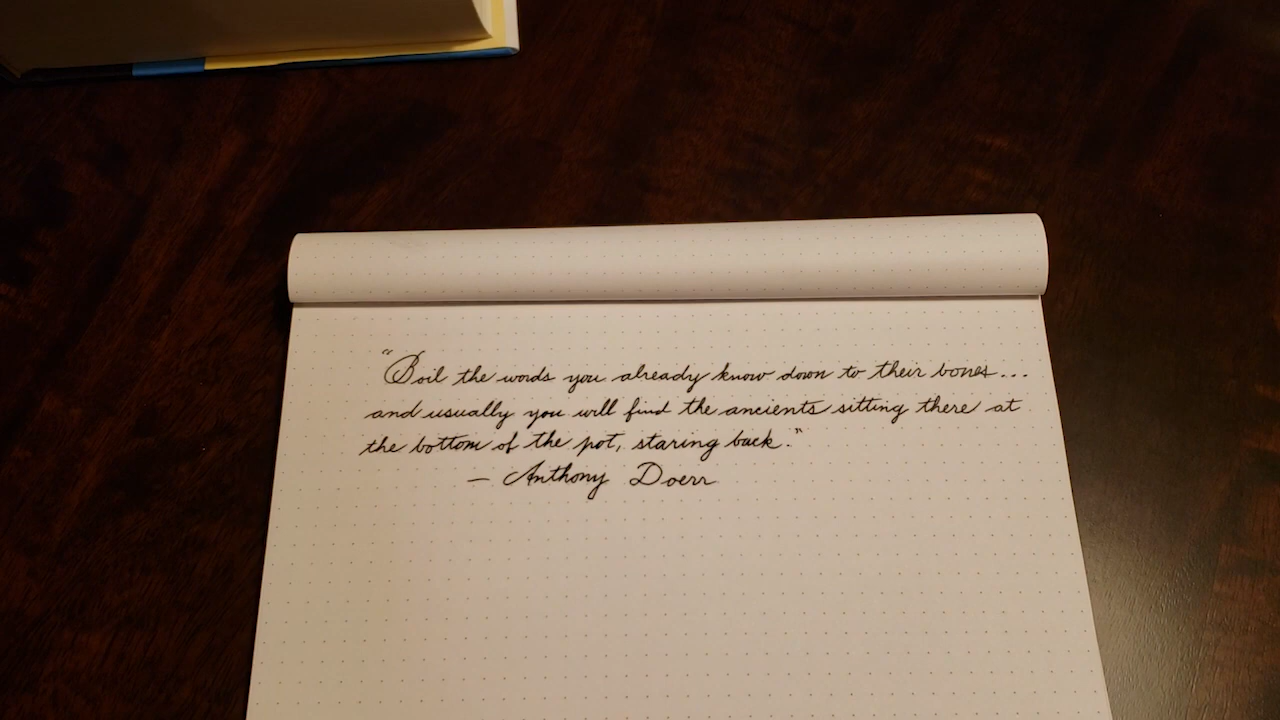 “Boil the words you already know down to their bones...
and usually you will find the ancients sitting there at
the bottom of the pot, staring back.”
— Anthony Doerr